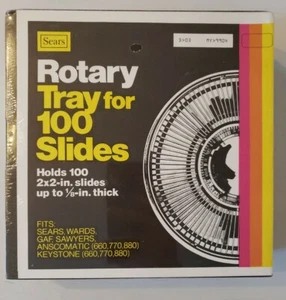 Sears
Rotary
Tray for
100
Slides
Holds 100
2x2-in. slides
up to ⅛-in. thick
FITS:
SEARS, WARDS,
GAF, SAWYERS,
ANSCOMATIC (660,770,880)
KEYSTONE (660,770,880)